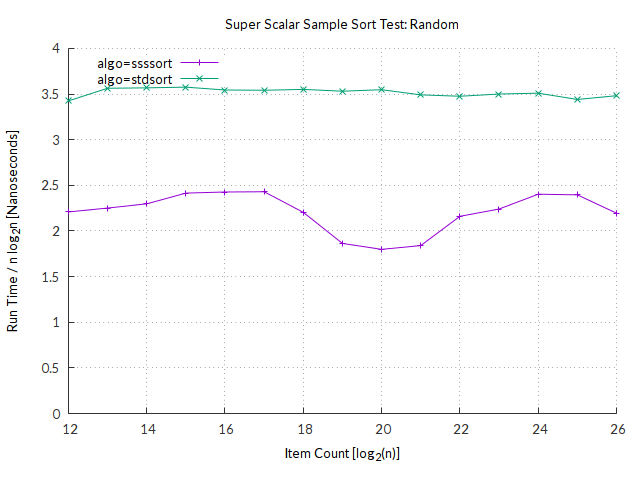 Super Scalar Sample Sort Test: Random
algo=ssssort
algo=stdsort
4
3.5
3
2.5
2
1.5
1
0.5
0
12 14 16 18 20 22 24 26
Run Time / n log₂n [Nanoseconds]
Item Count [log₂(n)]